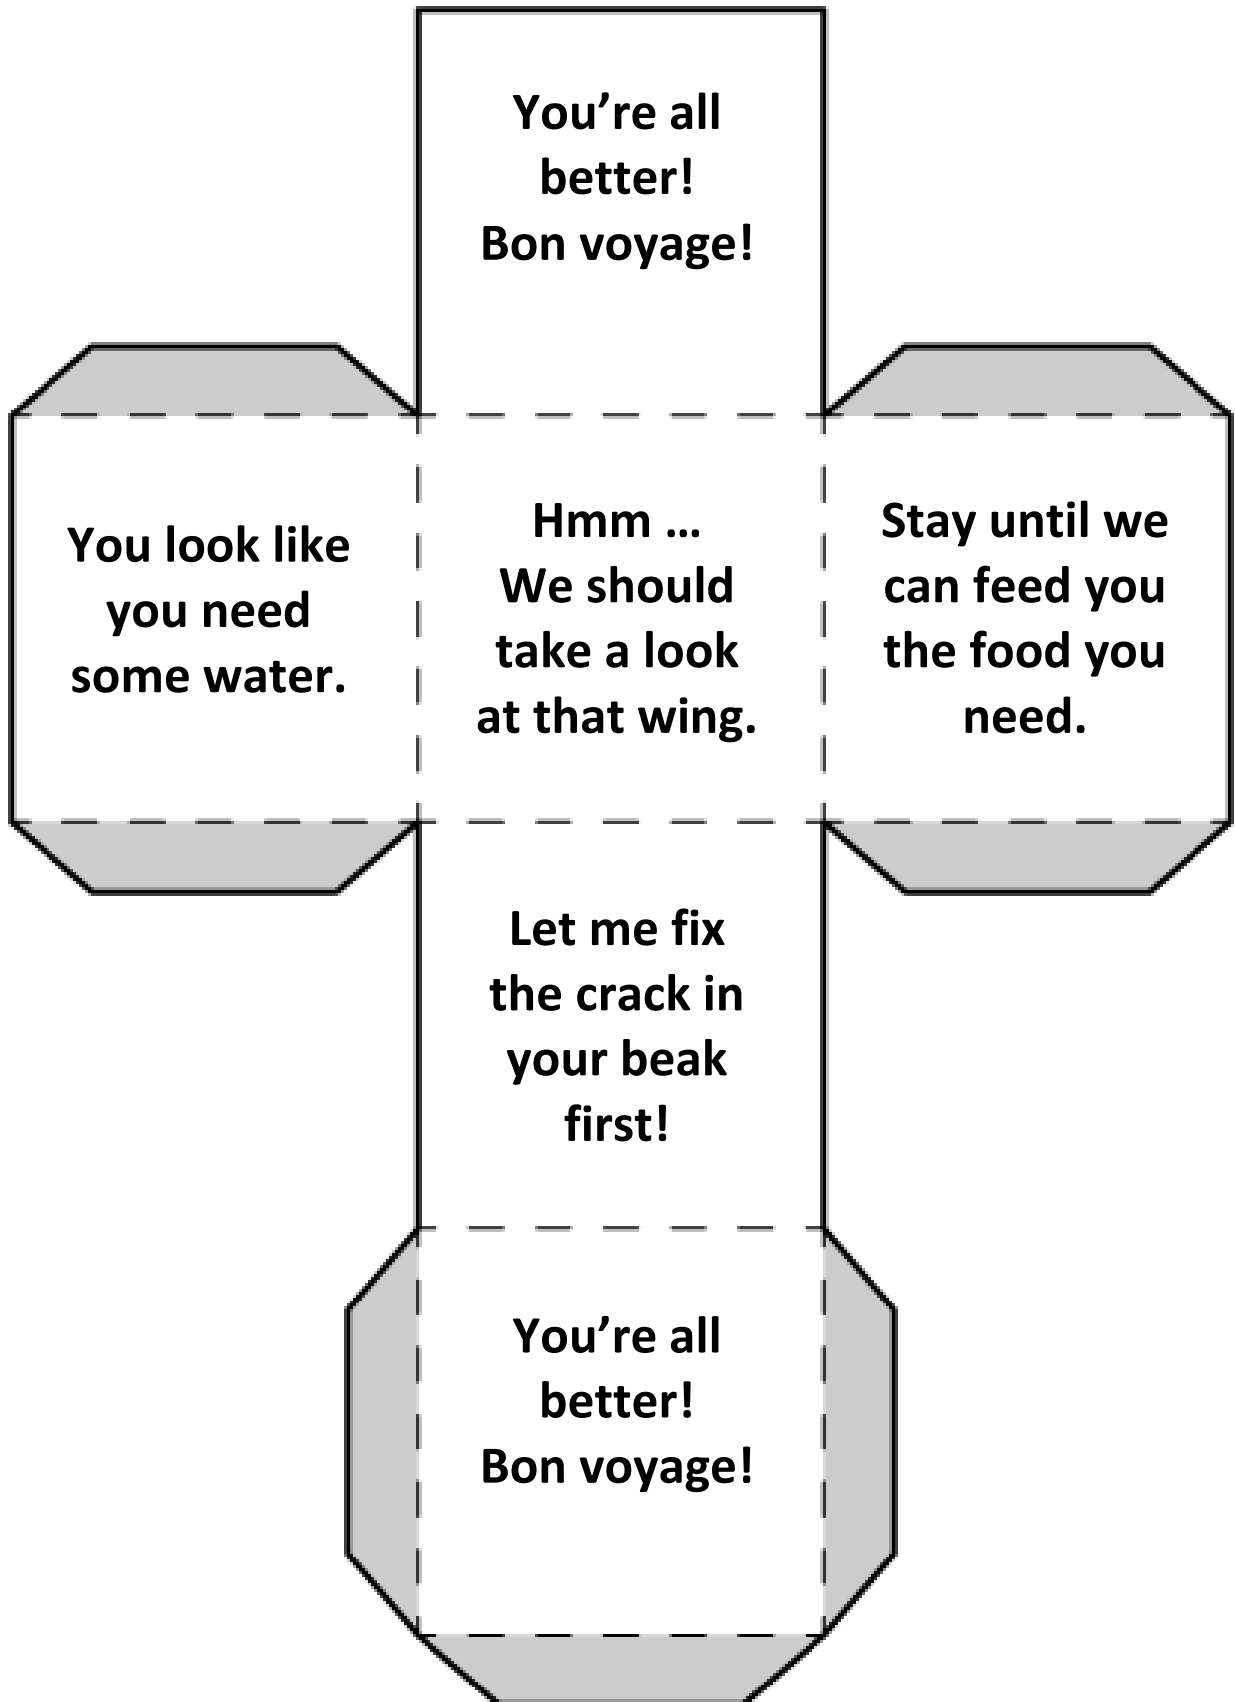 You’re all
better!
Bon voyage!
You look like
you need
some water.
Hmm ...
We should
take a look
at that wing.
Stay until we
can feed you
the food you
need.
Let me fix
the crack in
your beak
first!
You’re all
better!
Bon voyage!